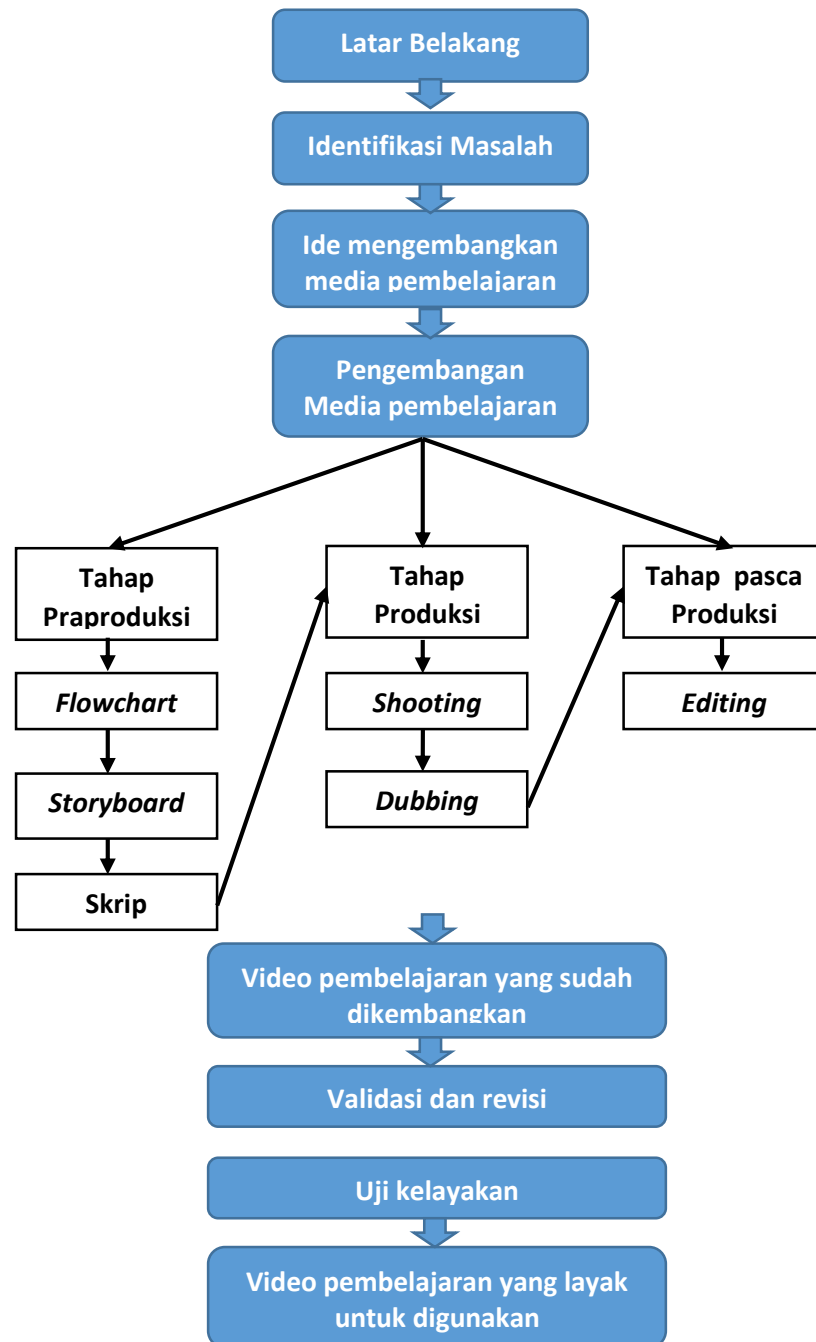 Latar Belakang
Identifikasi Masalah
Ide mengembangkan
media pembelajaran
Pengembangan
Media pembelajaran
Tahap
Praproduksi
Flowchart
Storyboard
Skrip
Tahap
Produksi
Shooting
Dubbing
Tahap pasca
Produksi
Editing
Video pembelajaran yang sudah
dikembangkan
Validasi dan revisi
Uji kelayakan
Video pembelajaran yang layak
untuk digunakan